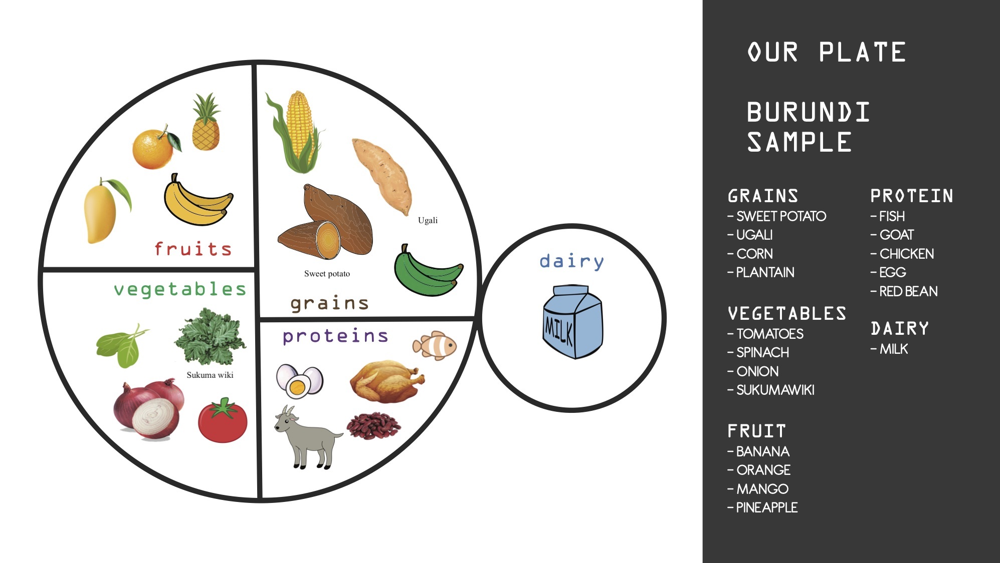 fruits
Ugali
Sweet potato
grains
vegetables
Sukuma wiki
proteins
dairy
MILK
OUR PLATE
BURUNDI
SAMPLE
GRAINS
- SWEET POTATO
- UGALI
- CORN
- PLANTAIN
VEGETABLES
- TOMATOES
- SPINACH
- ONION
- SUKUMAWIKI
FRUIT
- BANANA
- ORANGE
- MANGO
- PINEAPPLE
PROTEIN
- FISH
- GOAT
- CHICKEN
- EGG
- RED BEAN
DAIRY
- MILK